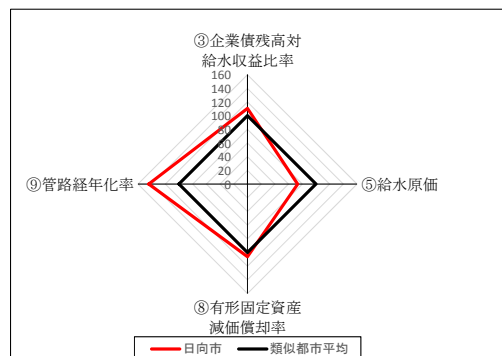 ③企業債残高対
給水収益比率
160
140
120
100
80
60
40
20
0
⑨管路経年化率
⑤給水原価
⑧有形固定資産
減価償却率
日向市
類似都市平均